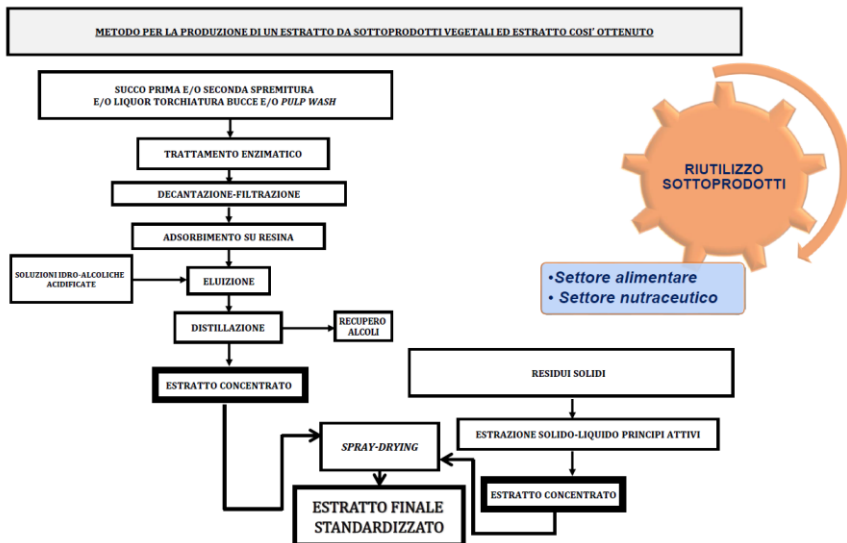 METODO PER LA PRODUZIONE DI UN ESTRATTO DA SOTTOPRODOTTI VEGETALI ED ESTRATTO COSI' OTTENUTO
SUCCO PRIMA E/O SECONDA SPREMITURA
E/O LIQUOR TORCHIATURA BUCCE E/O PULP WASH
TRATTAMENTO ENZIMATICO
DECANTAZIONE-FILTRAZIONE
ADSORBIMENTO SU RESINA
SOLUZIONI IDRO-ALCOLICHE
ACIDIFICATE
ELUIZIONE
DISTILLAZIONE
RECUPERO
ALCOLI
ESTRATTO CONCENTRATO
RIUTILIZZO
SOTTOPRODOTTI
•Settore alimentare
• Settore nutraceutico
RESIDUI SOLIDI
ESTRAZIONE SOLIDO-LIQUIDO PRINCIPI ATTIVI
ESTRATTO CONCENTRATO
SPRAY-DRYING
ESTRATTO FINALE
STANDARDIZZATO